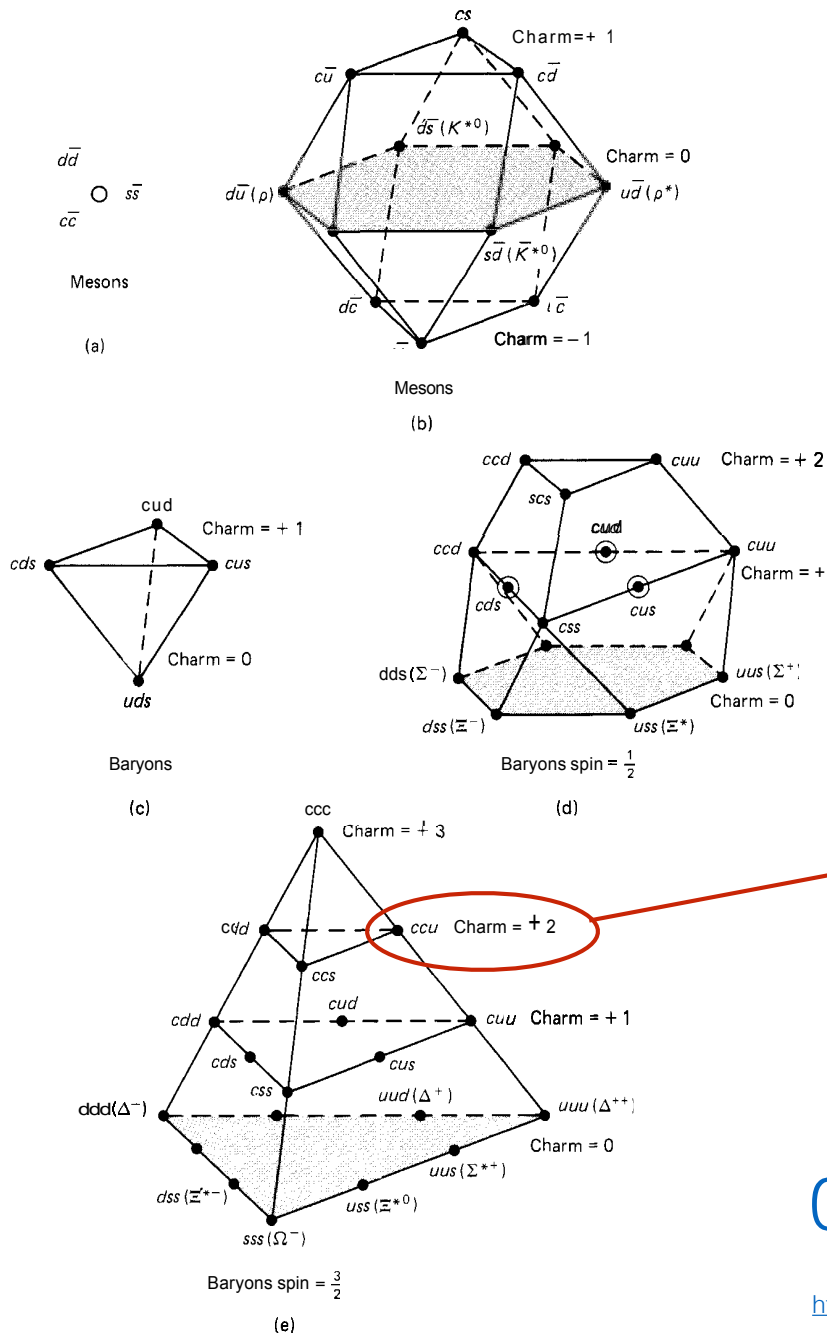 cs
Charm=+ 1
cū
cd̄
ds̄ (K*⁰)
Charm = 0
dd̄
ss̄
cc̄
dū (ρ)
ud̄ (ρ*)
sd̄ (K̄*⁰)
Mesons
(a)
dc̄
c̄
Charm = – 1
Mesons
(b)
ccd
cuu
Charm = + 2
scs
cud
Charm = + 1
cds
cus
Charm = 0
uds
Baryons
(c)
cud
ccd
cuu
Charm = +
cds
cus
css
dds (Σ⁻)
uus (Σ⁺)
Charm = 0
dss (Ξ⁻)
uss (Ξ*)
Baryons spin = 1/2
(d)
ccc
Charm = + 3
ccu
Charm = + 2
ccs
cdd
cud
cuu
Charm = + 1
cds
cus
css
ddd(Δ⁻)
uud (Δ⁺)
uuu (Δ⁺⁺)
Charm = 0
uus (Σ*⁺)
dss (Ξ*⁻)
uss (Ξ*⁰)
sss (Ω⁻)
Baryons spin = 3/2
(e)